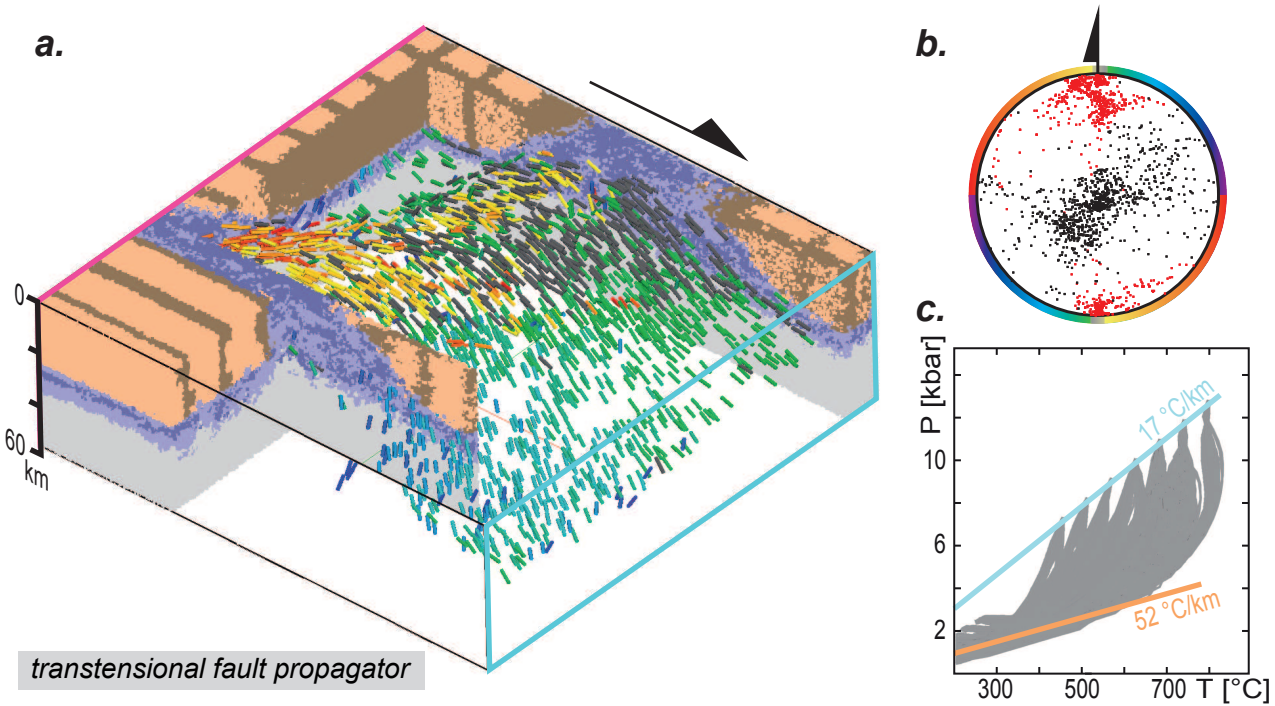 a.
0
60
km
transtensional fault propagator
b.
c.
P [kbar]
10
6
2
17 °C/km
52 °C/km
300
500
700
T [°C]